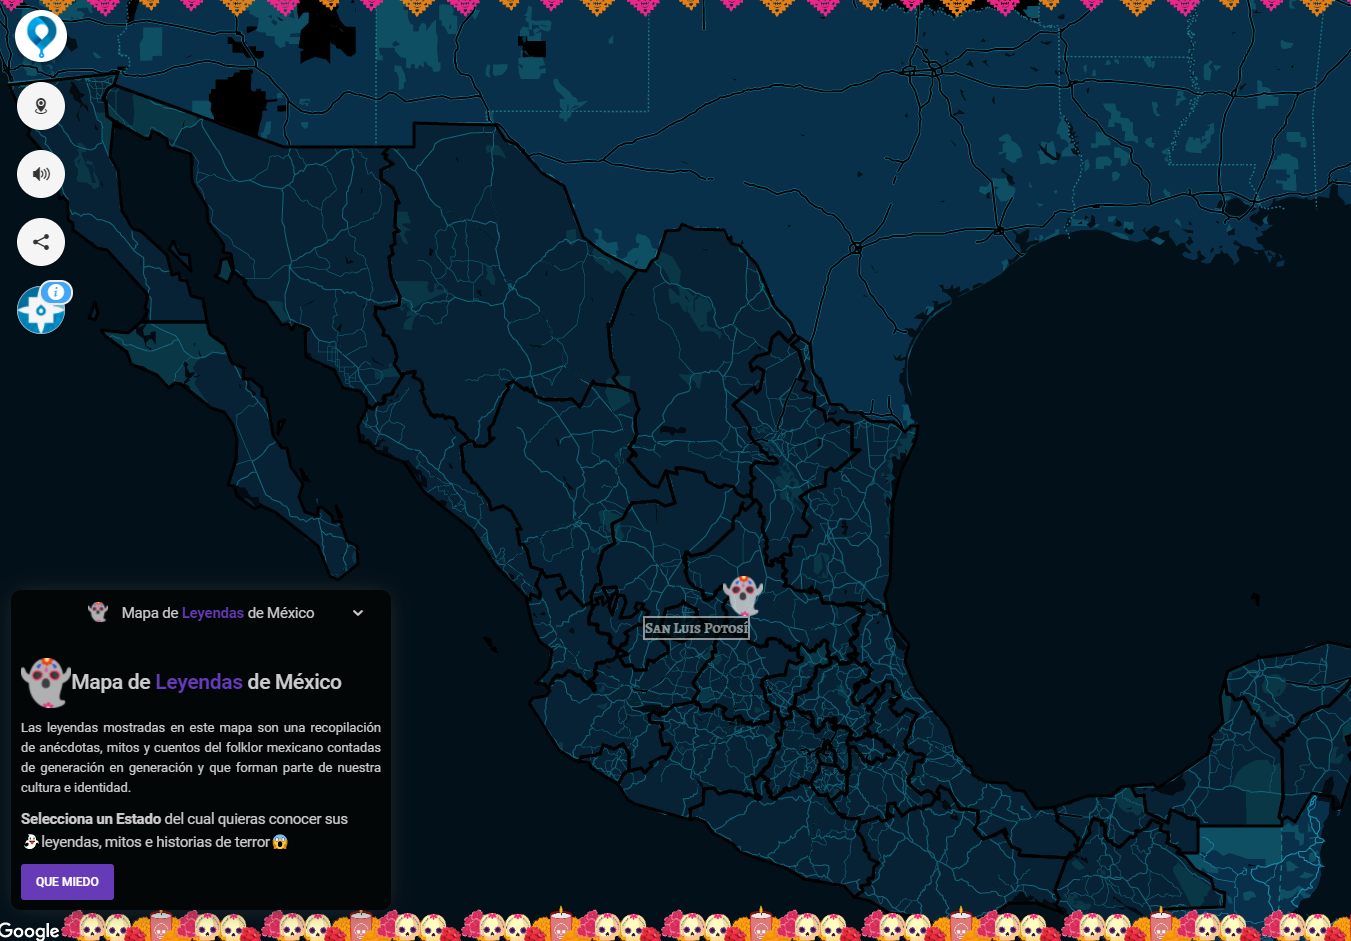 San Luis Potosí
Mapa de Leyendas de México
Mapa de Leyendas de México
Las leyendas mostradas en este mapa son una recopilación
de anécdotas, mitos y cuentos del folklor mexicano contadas
de generación en generación y que forman parte de nuestra
cultura e identidad.
Selecciona un Estado del cual quieras conocer sus
👻leyendas, mitos e historias de terror😱
QUE MIEDO
Google